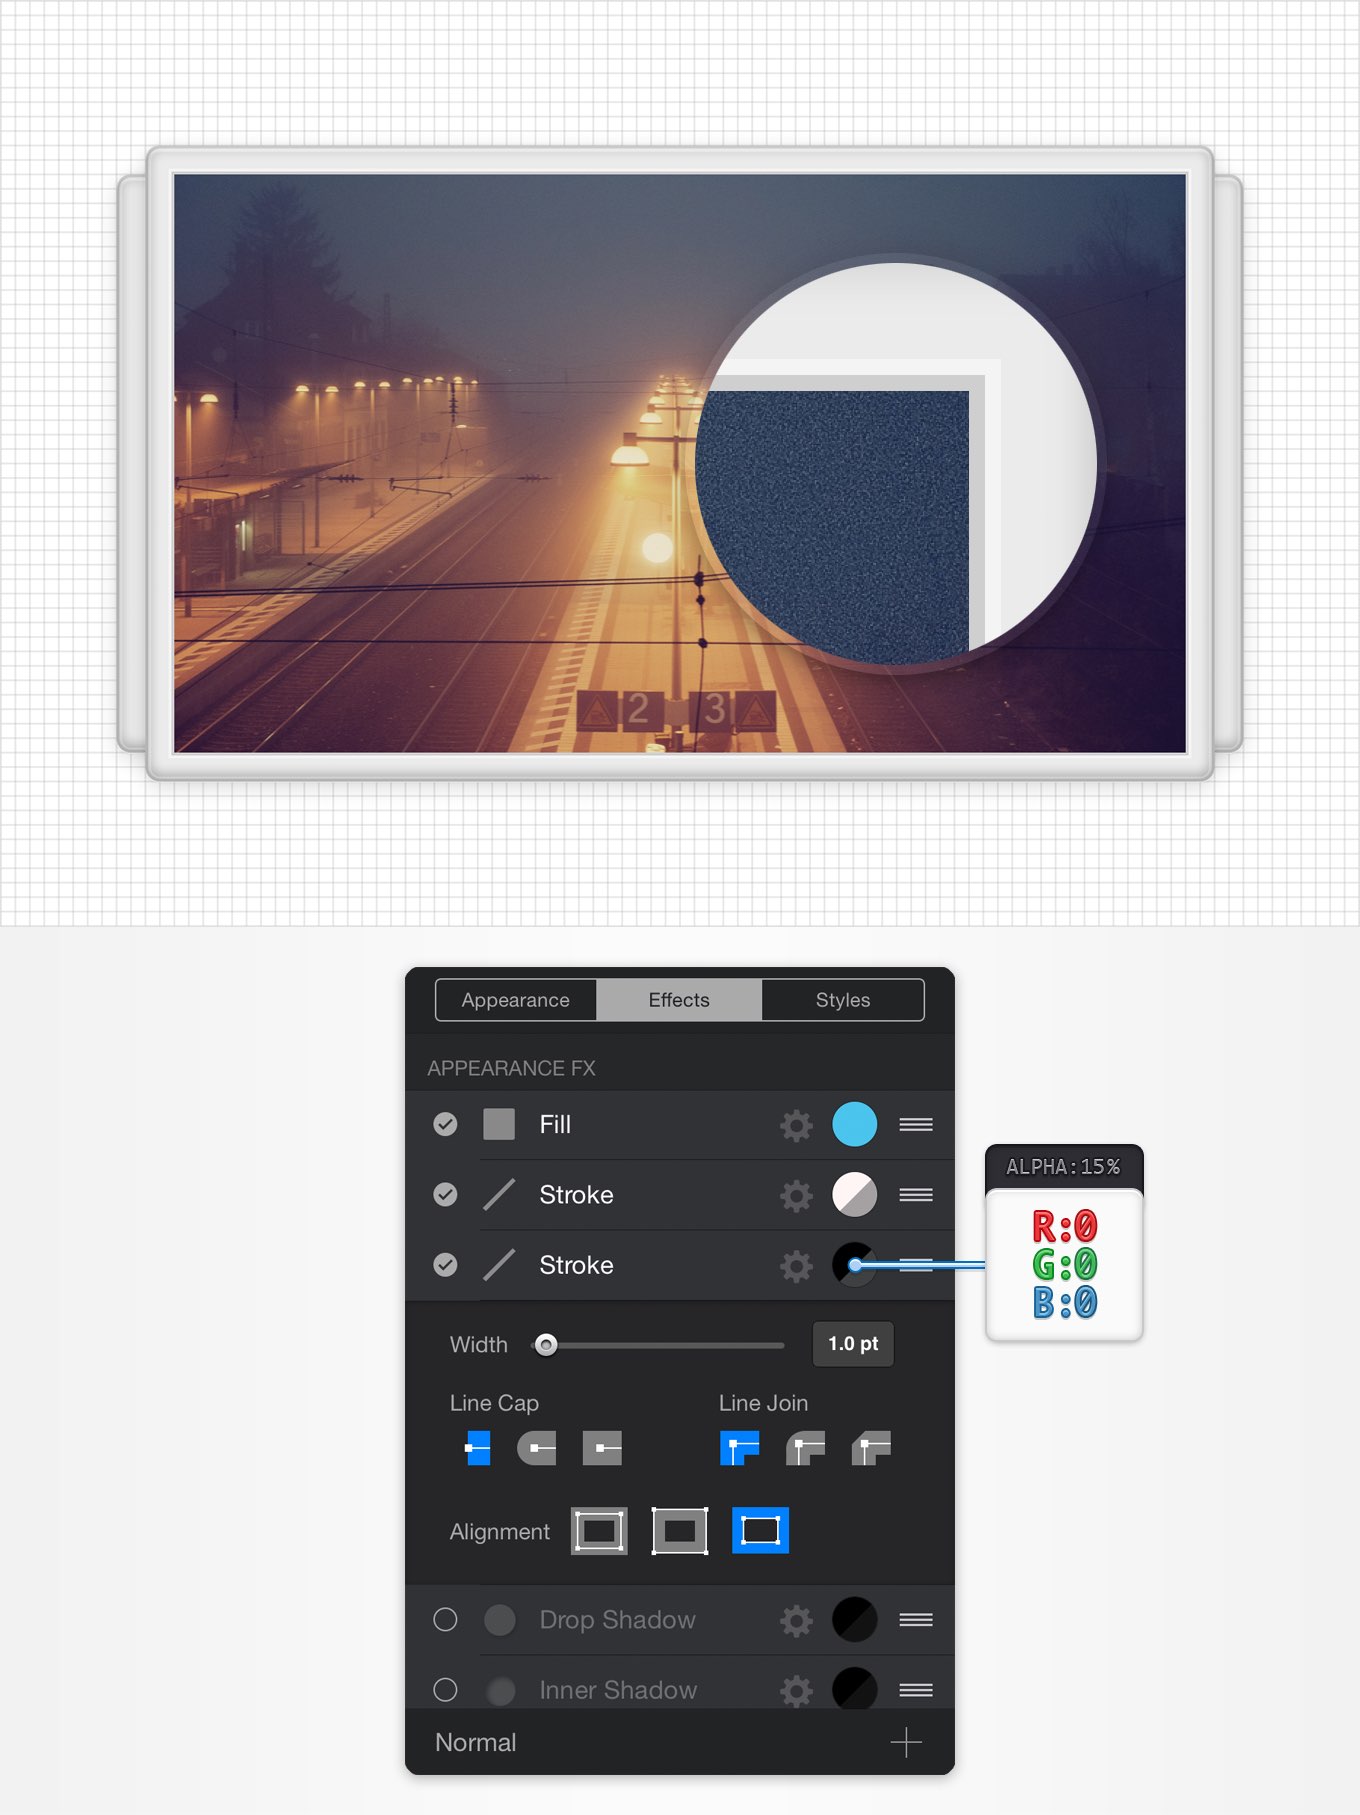 2 3
Appearance Effects Styles
APPEARANCE FX
Fill
Stroke
Stroke
ALPHA:15%
R:0
G:0
B:0
Width 1.0 pt
Line Cap Line Join
Alignment
Drop Shadow
Inner Shadow
Normal